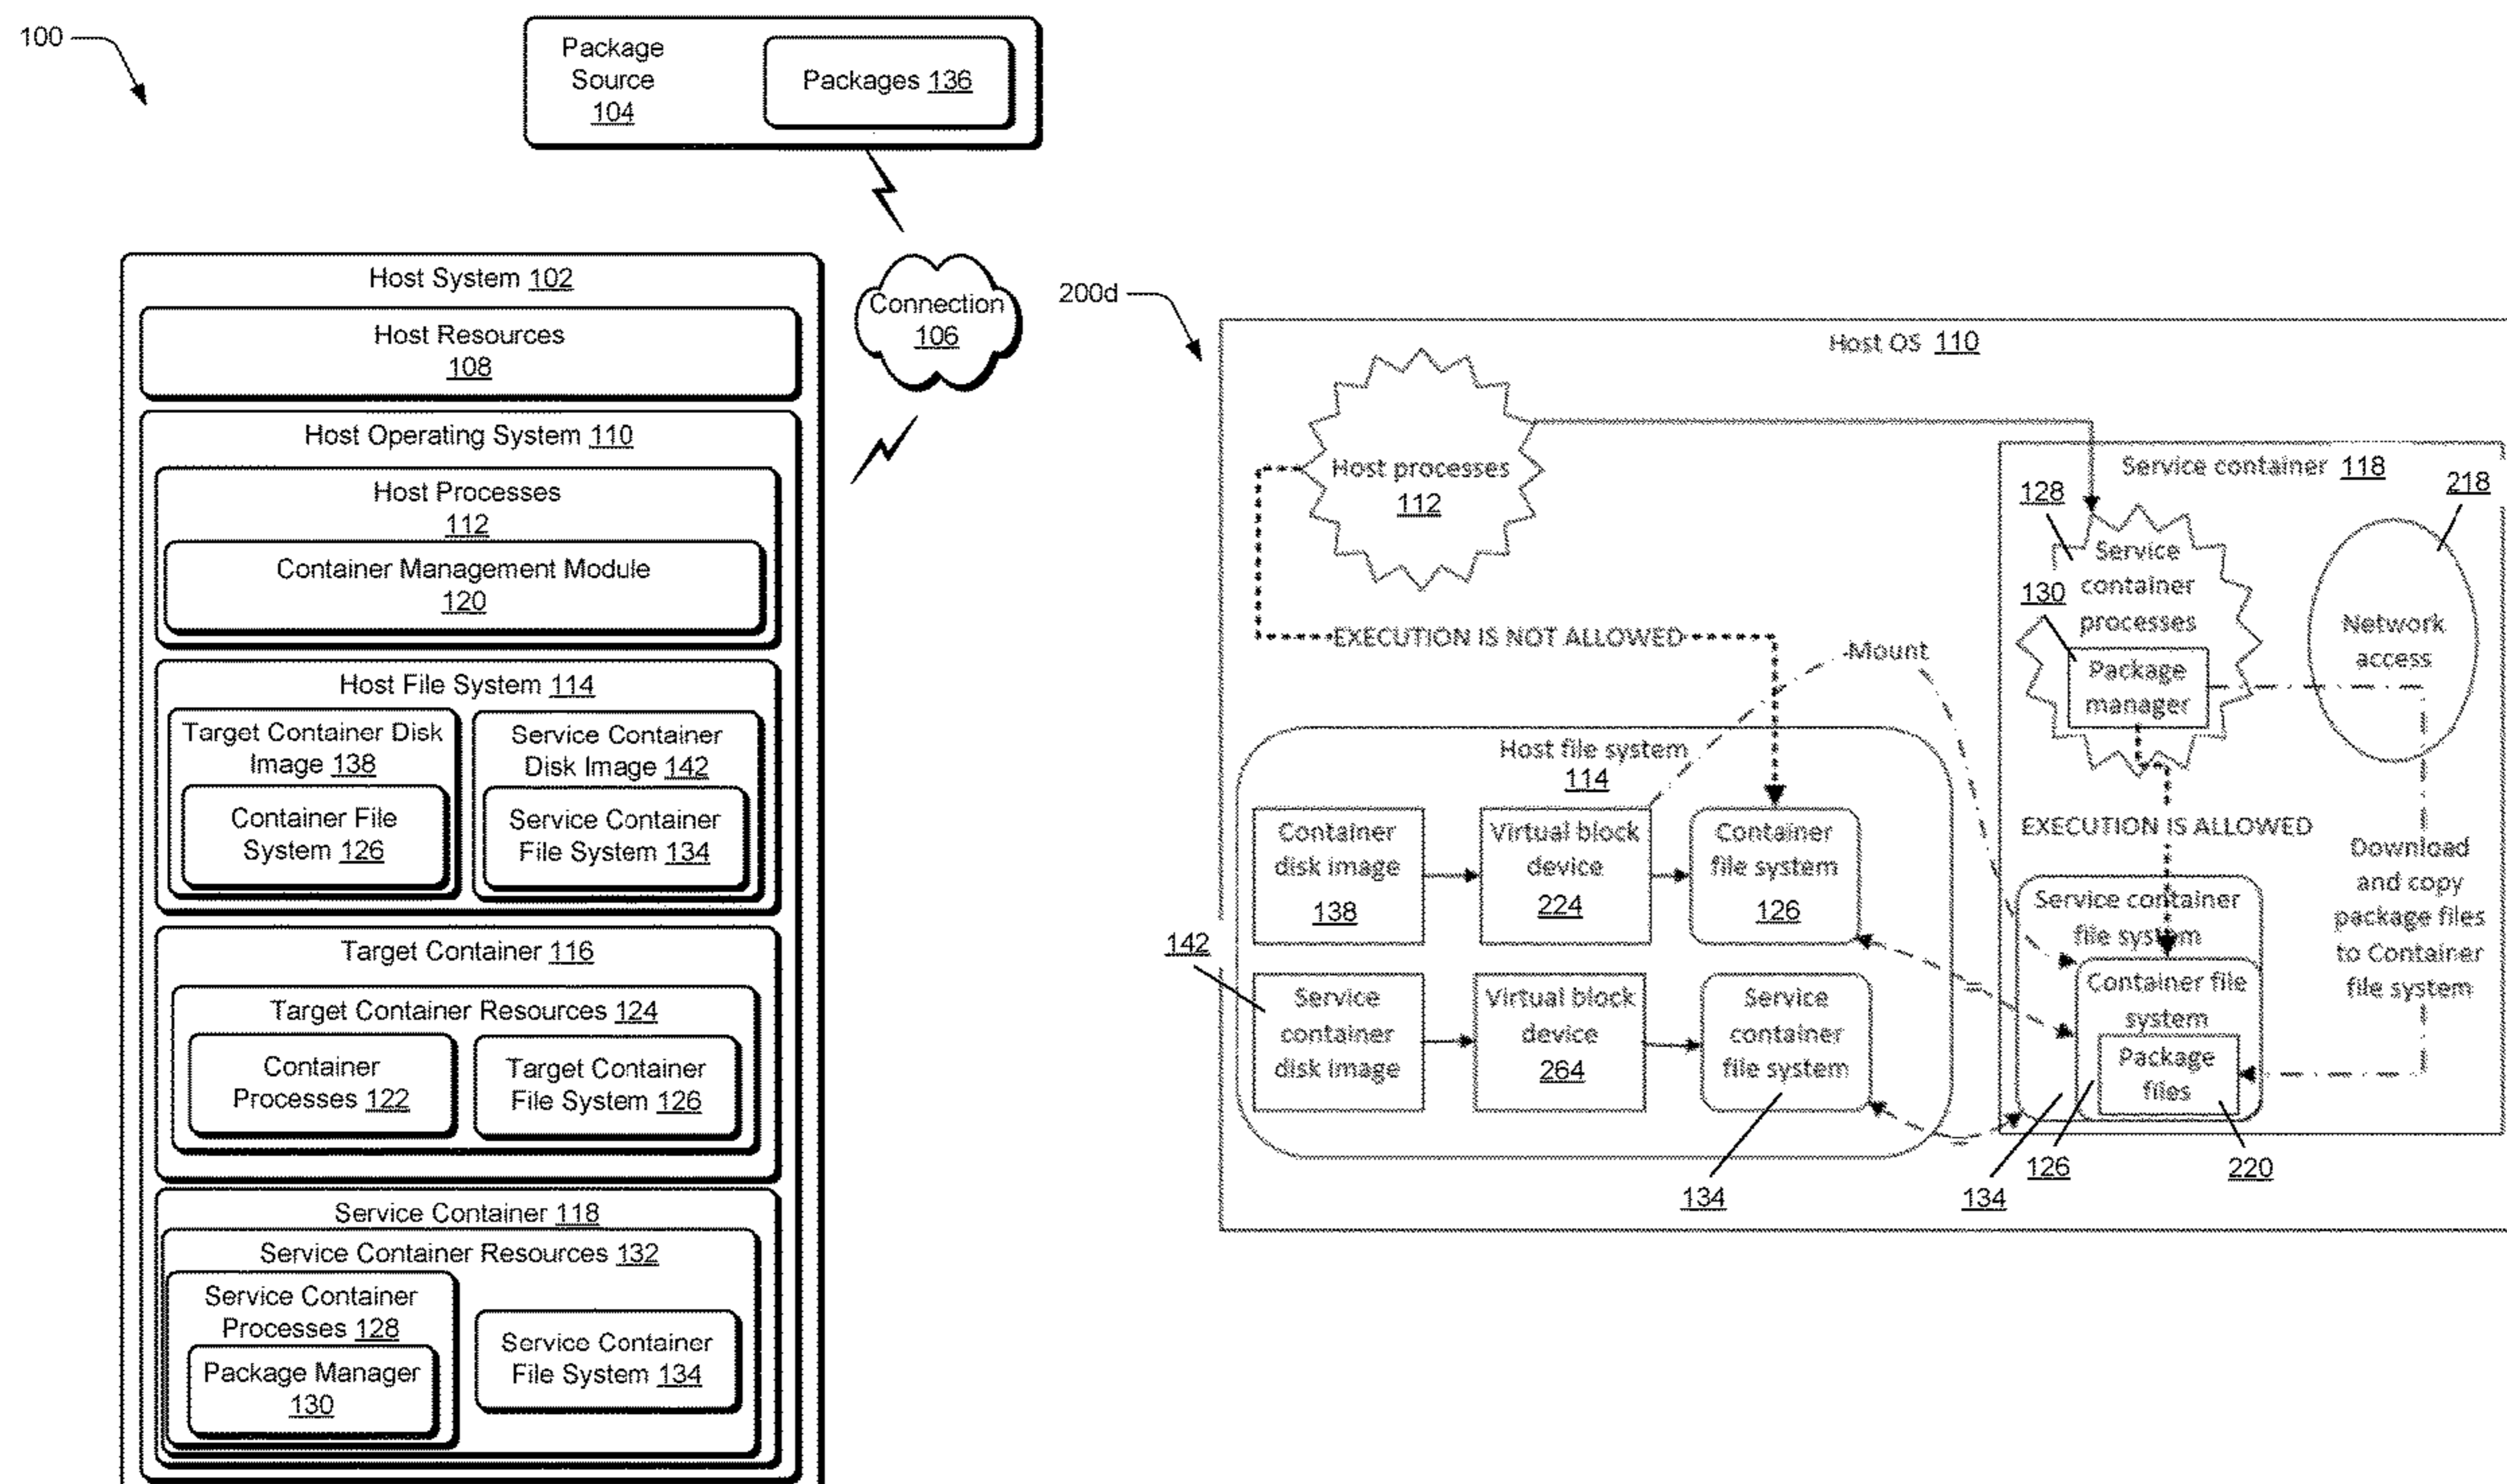 100
Package
Source
104
Packages 136
Host System 102
Host Resources
108
Connection
106
Host Operating System 110
Host Processes
112
Container Management Module
120
Host File System 114
Target Container Disk
Image 138
Container File
System 126
Service Container
Disk Image 142
Service Container
File System 134
Target Container 116
Target Container Resources 124
Container
Processes 122
Target Container
File System 126
Service Container 118
Service Container Resources 132
Service Container
Processes 128
Package Manager
130
Service Container
File System 134
200d
Host OS 110
Host processes
112
Service container 118
128
218
Service
container
processes
130
Package
manager
Network
access
EXECUTION IS NOT ALLOWED
Mount
Host file system
114
Container
disk image
138
Virtual block
device
224
Container
file system
126
142
Service
container
disk image
Virtual block
device
264
Service
container
file system
134
EXECUTION IS ALLOWED
Download
and copy
package files
to Container
file system
Service container
file system
Container file
system
Package
files
134
126
220